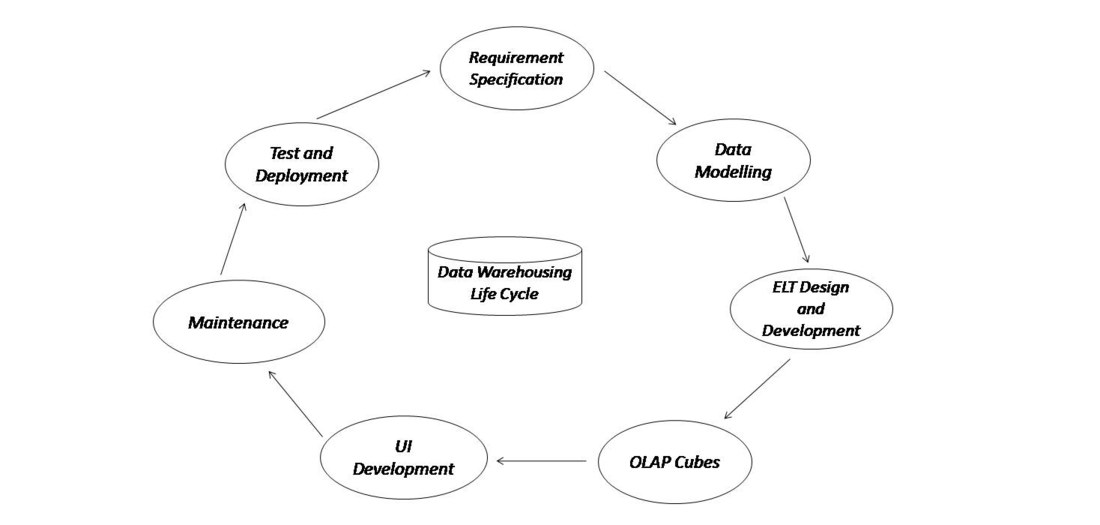 Requirement
Specification
Data
Modelling
ELT Design
and
Development
OLAP Cubes
UI
Development
Maintenance
Test and
Deployment
Data Warehousing
Life Cycle